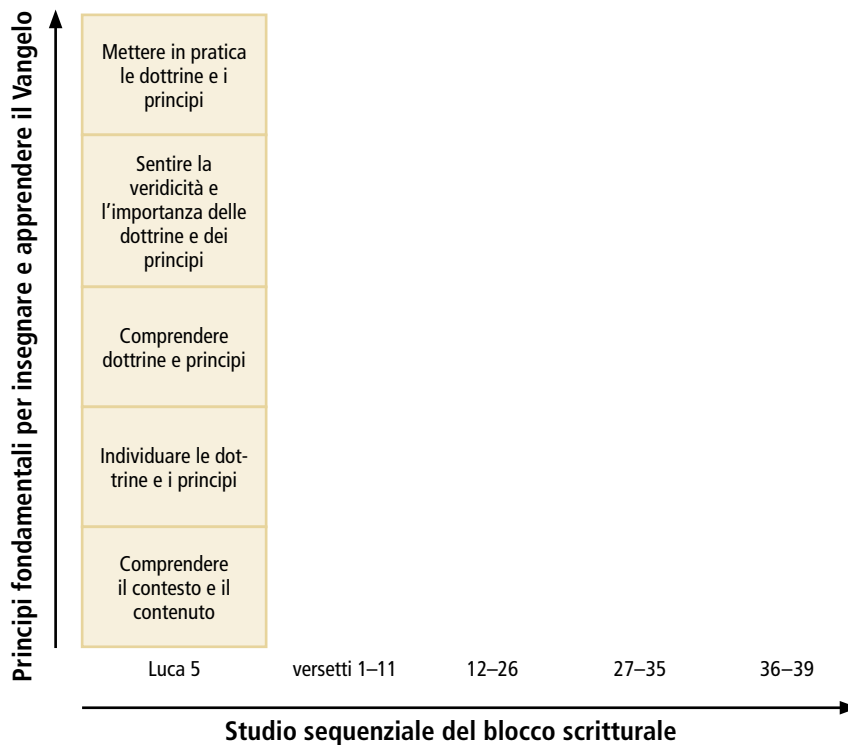 Principi fondamentali per insegnare e apprendere il Vangelo
Mettere in pratica
le dottrine e i
principi
Sentire la
veridicità e
l'importanza delle
dottrine e dei
principi
Comprendere
dottrine e principi
Individuare le dot-
trine e i principi
Comprendere
il contesto e il
contenuto
Luca 5 versetti 1–11 12–26 27–35 36–39
Studio sequenziale del blocco scritturale